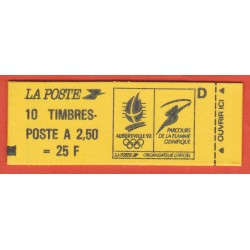 LA POSTE
10 TIMBRES-
POSTE A 2,50
= 25 F
ALBERTVILLE 92
PARCOURS
DE LA FLAMME
OLYMPIQUE
LA POSTE ORGANISATEUR OFFICIEL
D
OUVRIR ICI